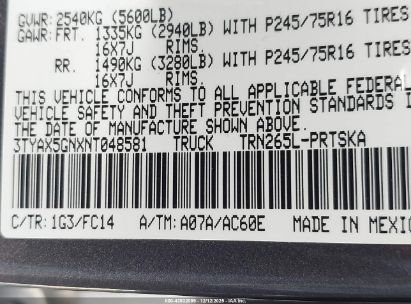 GVWR: 2540KG (5600LB)
GAWR: FRT. 1335KG (2940LB) WITH P245/75R16 TIRES
16X7J RIMS.
RR. 1490KG (3280LB) WITH P245/75R16 TIRES
16X7J RIMS.
THIS VEHICLE CONFORMS TO ALL APPLICABLE FEDERA
VEHICLE SAFETY AND THEFT PREVENTION STANDARDS I
THE DATE OF MANUFACTURE SHOWN ABOVE.
3TYAX5GNXNT048581 TRUCK TRN265L-PRTSKA
C/TR: 1G3/FC14 A/TM: A07A/AC60E MADE IN MEXIC